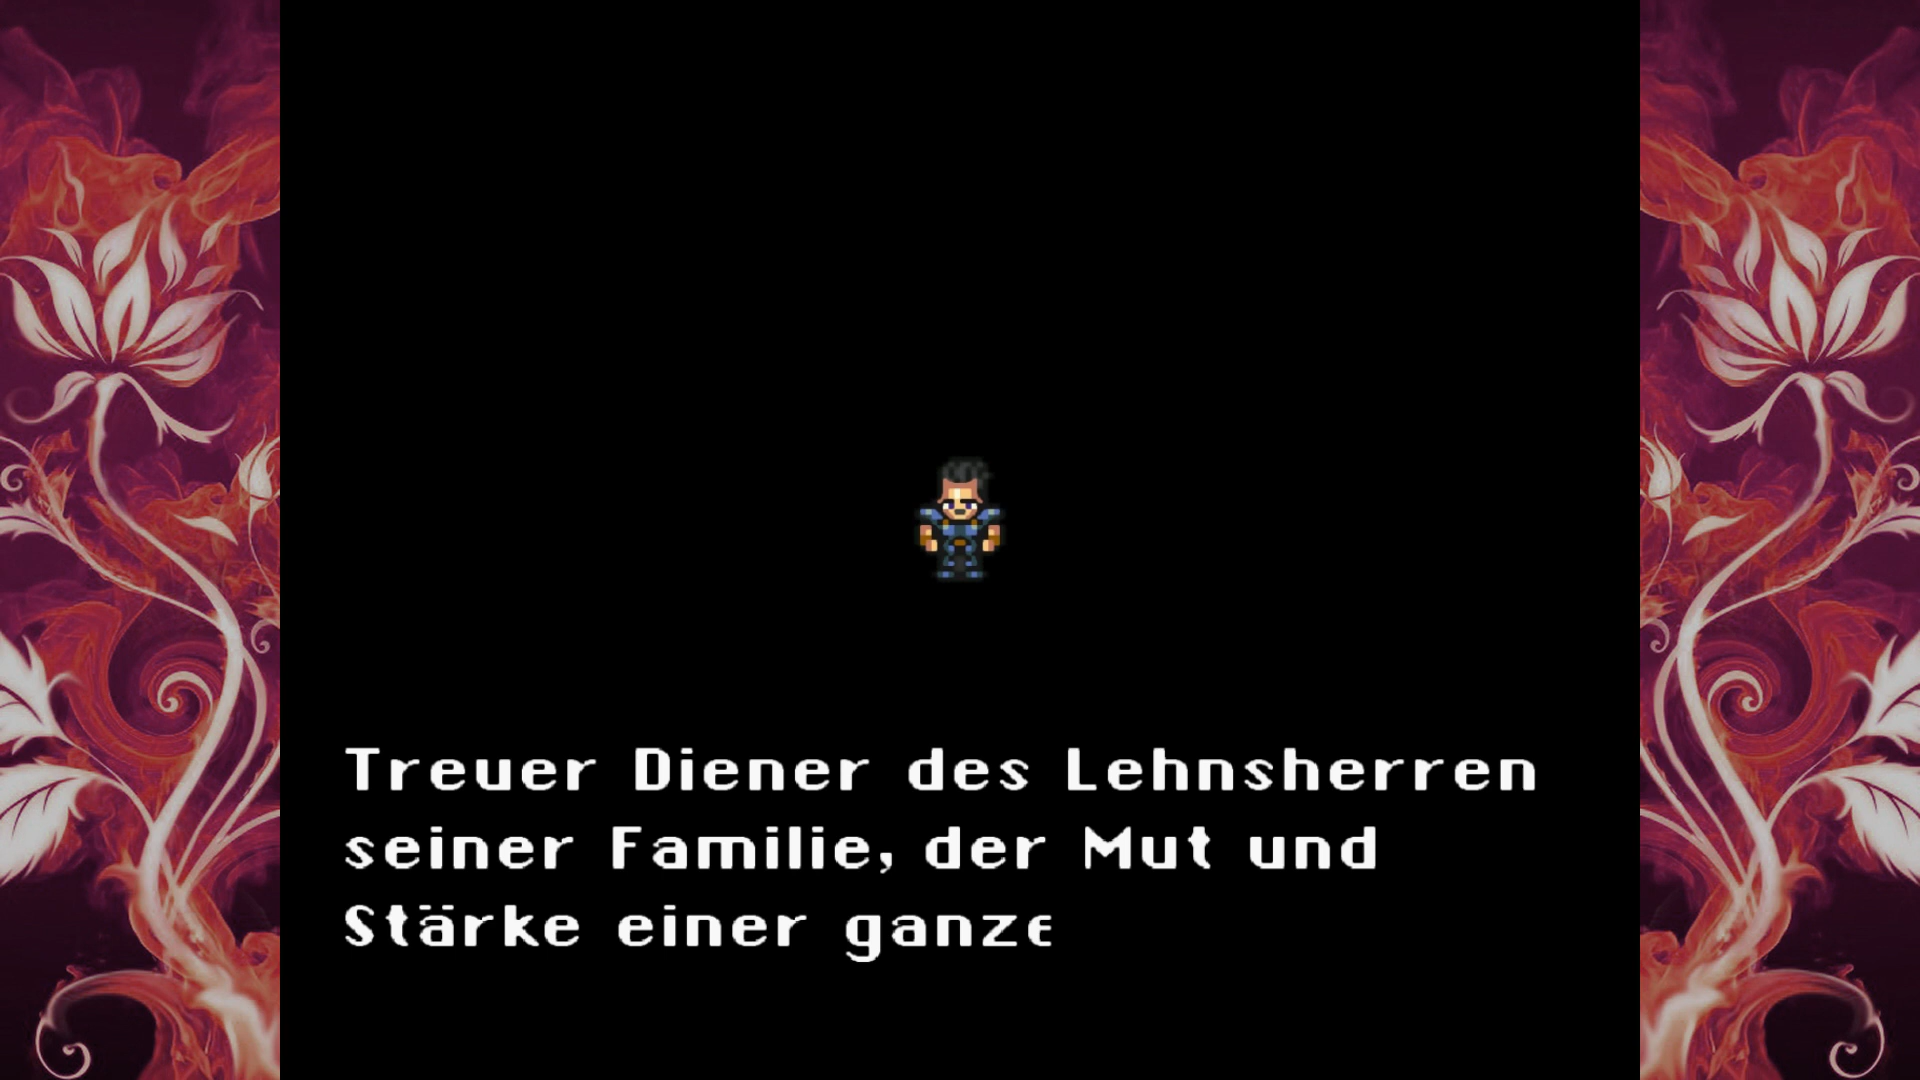 Treuer Diener des Lehnsherren
seiner Familie, der Mut und
Stärke einer ganze